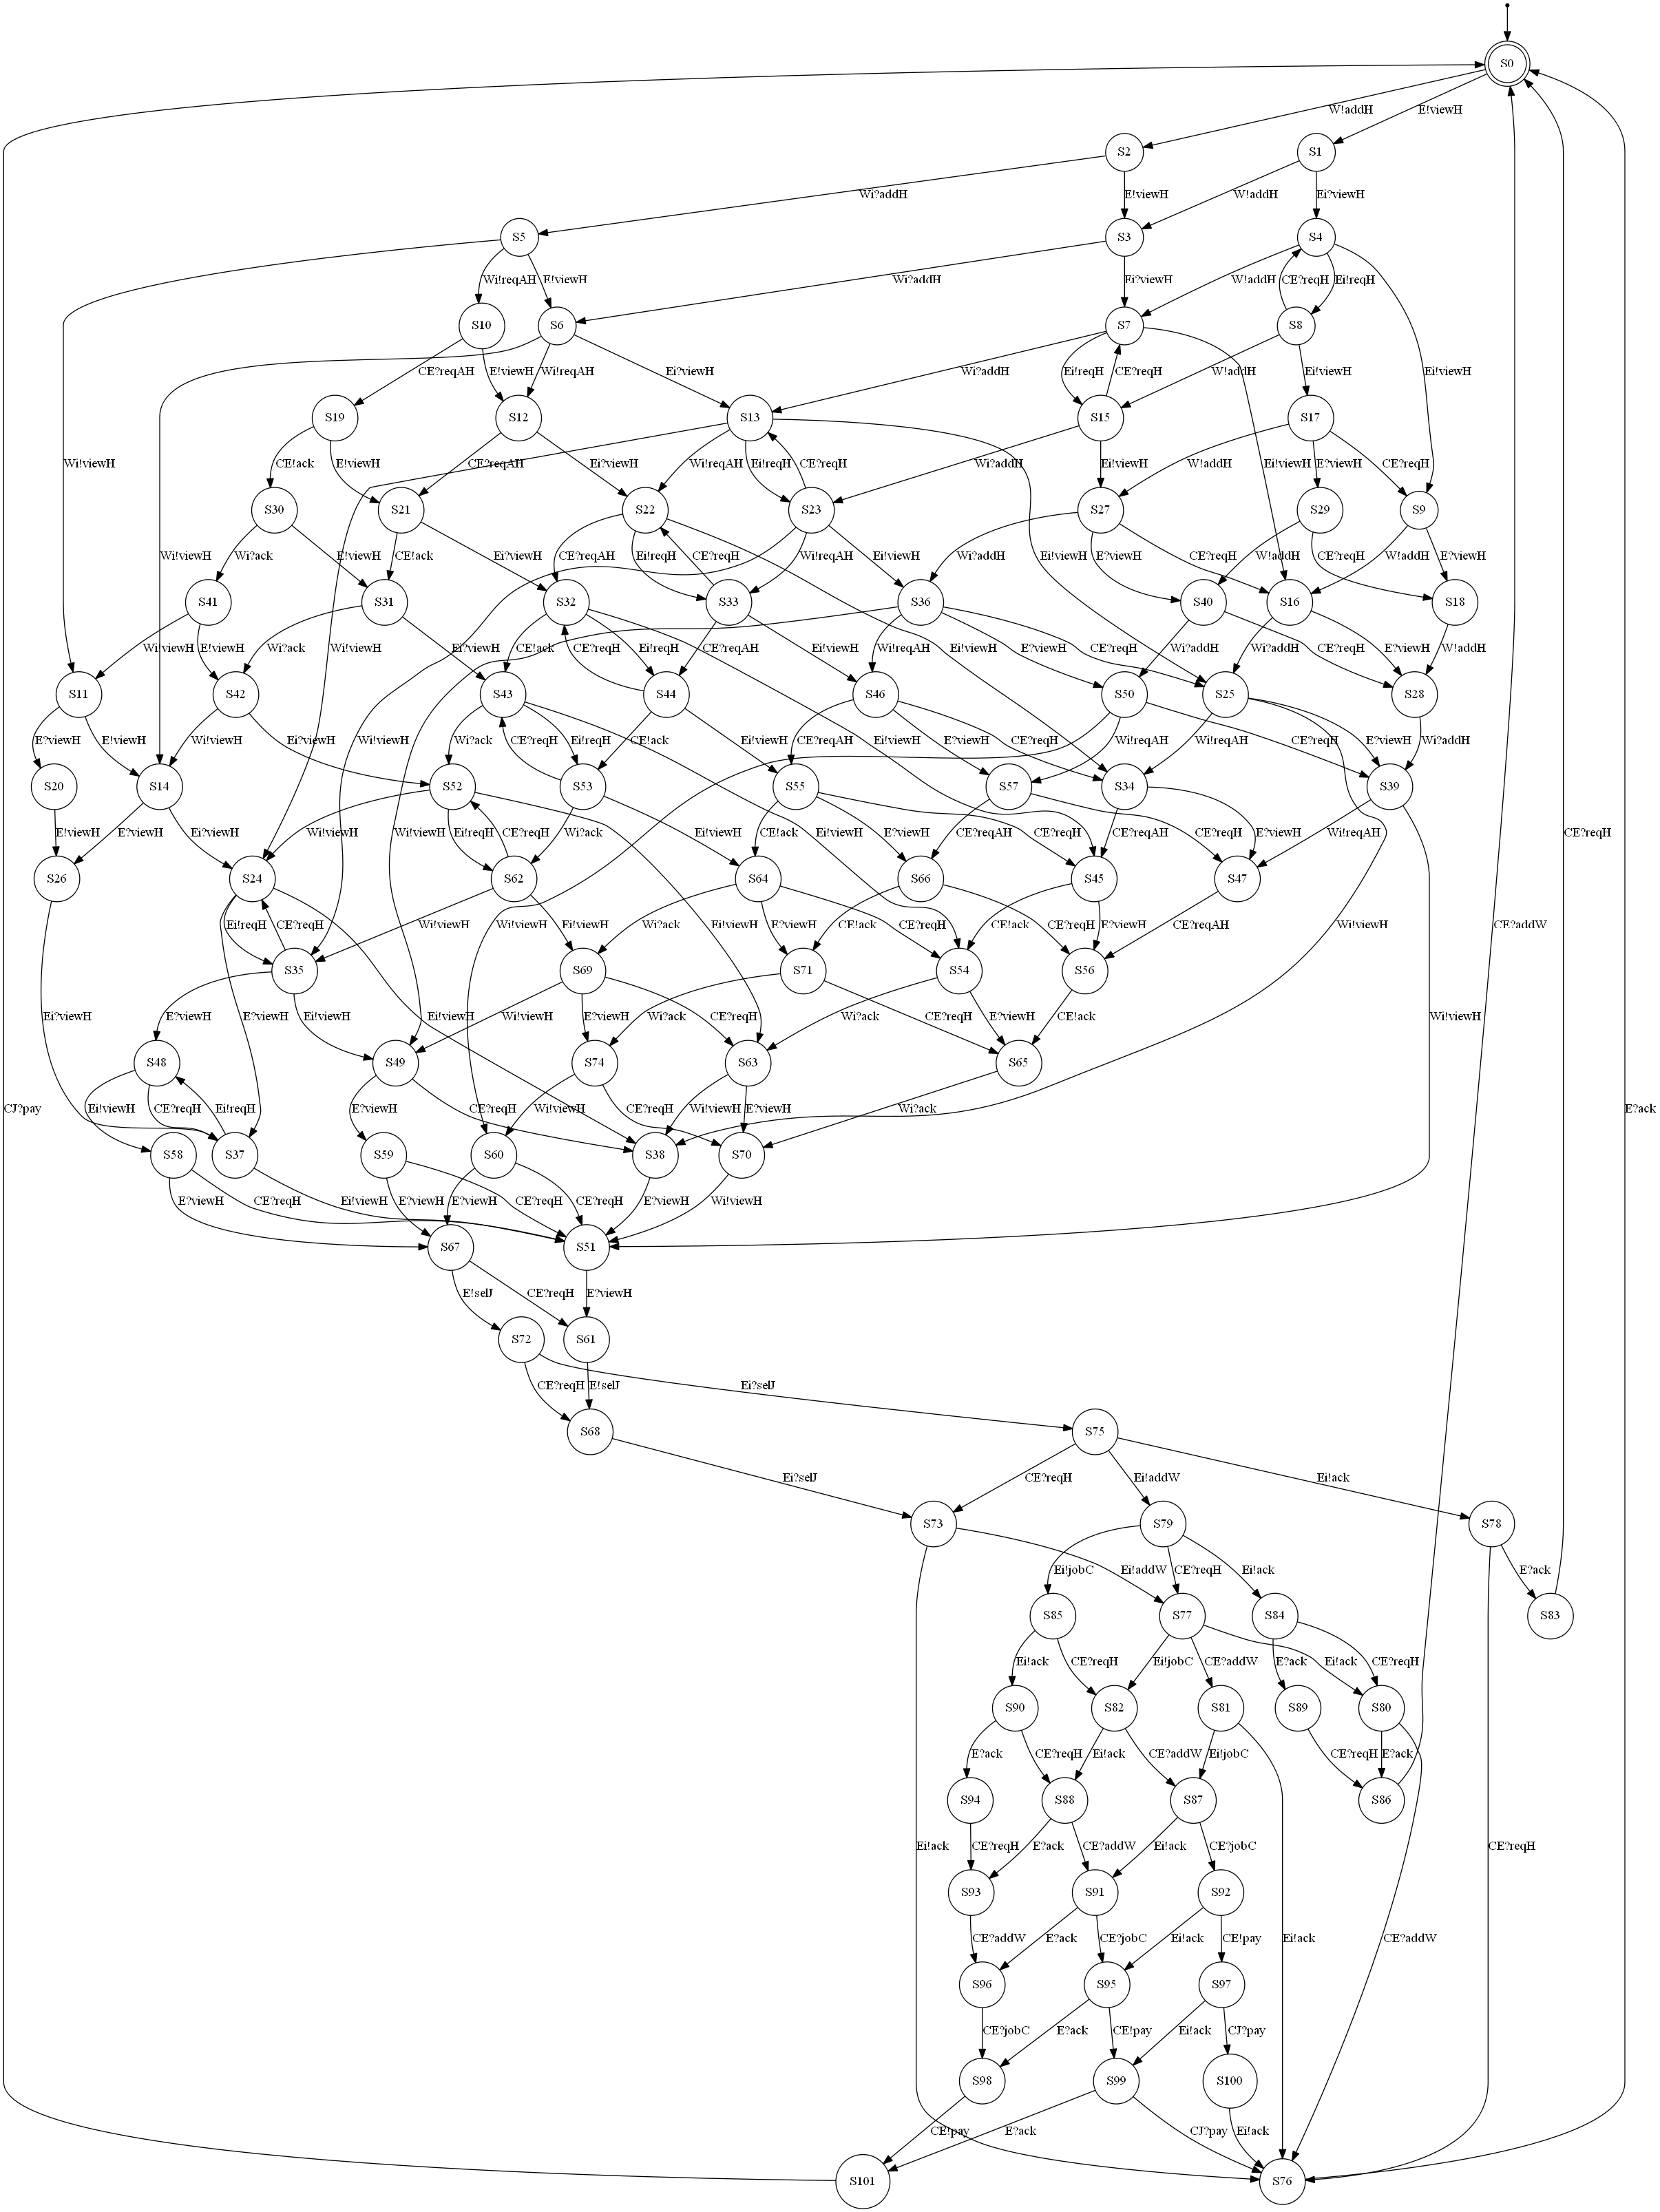 S0
W!addH E!viewH
S2 S1
Wi?addH E!viewH W!addH Ei?viewH
S5 S3 S4
Wi!reqAH E!viewH Wi?addH Ei?viewH W!addH CE?reqH Ei!reqH
S10 S6 S7 S8
CE?reqAH E!viewH Wi!reqAH Ei?viewH Wi?addH Ei!reqH CE?reqH W!addH Ei!viewH Ei!viewH
S19 S12 S13 S15 S17
Wi!viewH CE!ack E!viewH CE?reqAH Ei?viewH Wi!reqAH Ei!reqH CE?reqH Wi?addH Ei!viewH Ei!viewH W!addH E?viewH CE?reqH
S30 S21 S22 S23 S27 S29 S9
Wi?ack E!viewH CE!ack Ei?viewH Wi!viewH CE?reqAH Ei!reqH CE?reqH Wi!reqAH Ei!viewH Ei!viewH Wi?addH E?viewH CE?reqH W!addH W!addH CE?reqH E?viewH
S41 S31 S32 S33 S36 S40 S16 S18
Wi!viewH E!viewH Wi?ack Ei?viewH Wi!viewH CE!ack CE?reqH Ei!reqH CE?reqAH Ei!viewH Wi!reqAH Ei!viewH E?viewH CE?reqH Wi?addH CE?reqH Wi?addH E?viewH W!addH
S11 S42 S43 S44 S46 S50 S25 S28
E?viewH E!viewH Wi!viewH Ei?viewH Wi!viewH Wi?ack CE?reqH Ei!reqH CE!ack Ei!viewH CE?reqAH Ei!viewH E?viewH CE?reqH Wi!reqAH Wi!reqAH CE?reqH E?viewH Wi?addH
S20 S14 S52 S53 S55 S57 S34 S39
E!viewH E?viewH Ei?viewH Wi!viewH Wi!viewH Ei!reqH CE?reqH Wi?ack Ei!viewH CE!ack Ei!viewH E?viewH CE?reqH CE?reqAH CE?reqH CE?reqAH E?viewH Wi!reqAH
S26 S24 S62 S64 S66 S45 S47
Ei!reqH CE?reqH Wi!viewH Wi!viewH Ei!viewH Wi?ack Ei!viewH E?viewH CE?reqH CE!ack CE!ack CE?reqH E?viewH CE?reqAH Wi!viewH
S35 S69 S71 S54 S56
Ei?viewH E?viewH E?viewH Ei!viewH Ei!viewH Wi!viewH E?viewH CE?reqH Wi?ack CE?reqH Wi?ack E?viewH CE!ack Wi!viewH
S48 S49 S74 S63 S65
CJ?pay Ei!viewH CE?reqH Ei!reqH E?viewH CE?reqH Wi!viewH CE?reqH Wi!viewH E?viewH Wi?ack E?ack
S58 S37 S59 S60 S38 S70
E?viewH CE?reqH Ei!viewH E?viewH E?viewH CE?reqH CE?reqH E?viewH Wi!viewH
S67 S51
E!selJ CE?reqH E?viewH
S72 S61
CE?reqH E!selJ Ei?selJ
S68 S75
Ei?selJ CE?reqH Ei!addW Ei!ack
S73 S79 S78
Ei!jobC Ei!addW CE?reqH Ei!ack E?ack
S85 S77 S84 S83
Ei!ack CE?reqH Ei!jobC CE?addW Ei!ack E?ack CE?reqH
S90 S82 S81 S89 S80
E?ack CE?reqH Ei!ack CE?addW Ei!jobC CE?reqH E?ack
S94 S88 S87 S86
CE?reqH E?ack CE?addW Ei!ack CE?jobC
Ei!ack CE?reqH
S93 S91 S92
CE?addW E?ack CE?jobC Ei!ack CE!pay Ei!ack CE?addW
S96 S95 S97
CE?jobC E?ack CE!pay Ei!ack CJ?pay
S98 S99 S100
CE!pay E?ack CJ?pay Ei!ack
S101 S76
CE?addW
CE?reqH